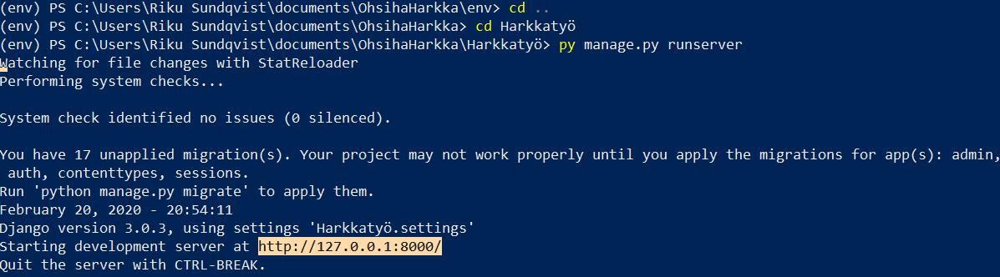 (env) PS C:\Users\Riku Sundqvist\documents\OhsihaHarkka\env> cd ..
(env) PS C:\Users\Riku Sundqvist\documents\OhsihaHarkka> cd Harkkatyö
(env) PS C:\Users\Riku Sundqvist\documents\OhsihaHarkka\Harkkatyö> py manage.py runserver
Watching for file changes with StatReloader
Performing system checks...
System check identified no issues (0 silenced).
You have 17 unapplied migration(s). Your project may not work properly until you apply the migrations for app(s): admin,
auth, contenttypes, sessions.
Run 'python manage.py migrate' to apply them.
February 20, 2020 - 20:54:11
Django version 3.0.3, using settings 'Harkkatyö.settings'
Starting development server at http://127.0.0.1:8000/
Quit the server with CTRL-BREAK.